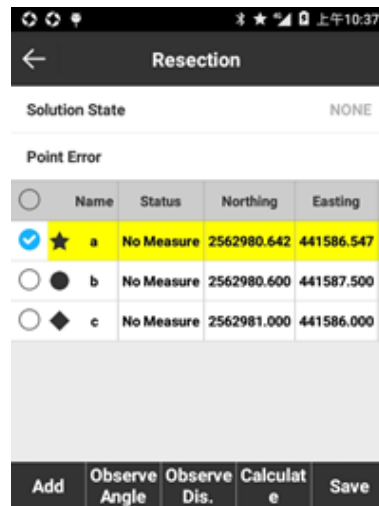 上午10:37
Resection
Solution State NONE
Point Error
Name Status Northing Easting
a No Measure 2562980.642 441586.547
b No Measure 2562980.600 441587.500
c No Measure 2562981.000 441586.000
Add Observe Observe Calculat Save
Angle Dis. e